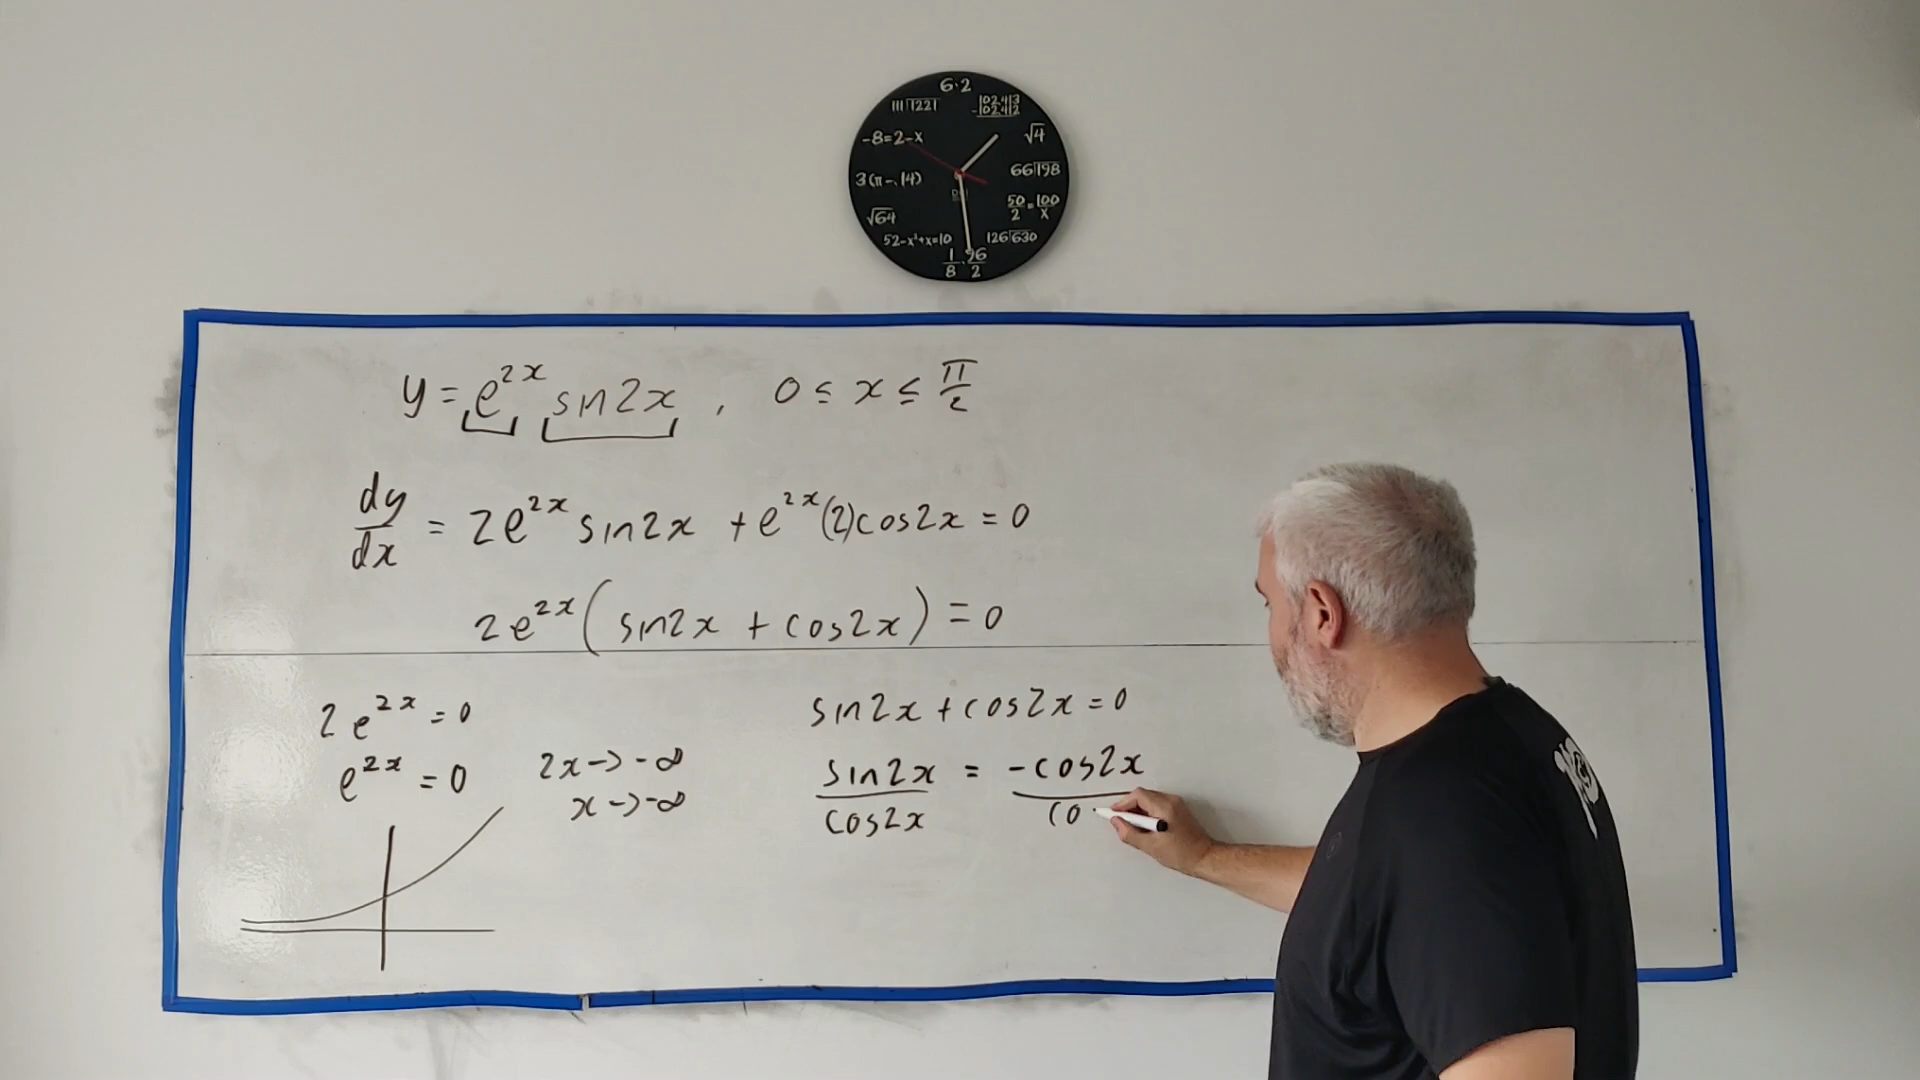 6·2
111⟌1221
102413
-102412
-8=2-x
√4
3(π-.14)
66⟌198
√64
50/2=100/x
52-x²+x=10
126⟌630
1/8·96/2
y = e^2x sin2x , 0 ≤ x ≤ π/2
dy/dx = 2e^2x sin2x + e^2x(2)cos2x = 0
2e^2x(sin2x + cos2x) = 0
2e^2x = 0
sin2x + cos2x = 0
e^2x = 0
2x -> -∞
x -> -∞
sin2x/cos2x = -cos2x/co